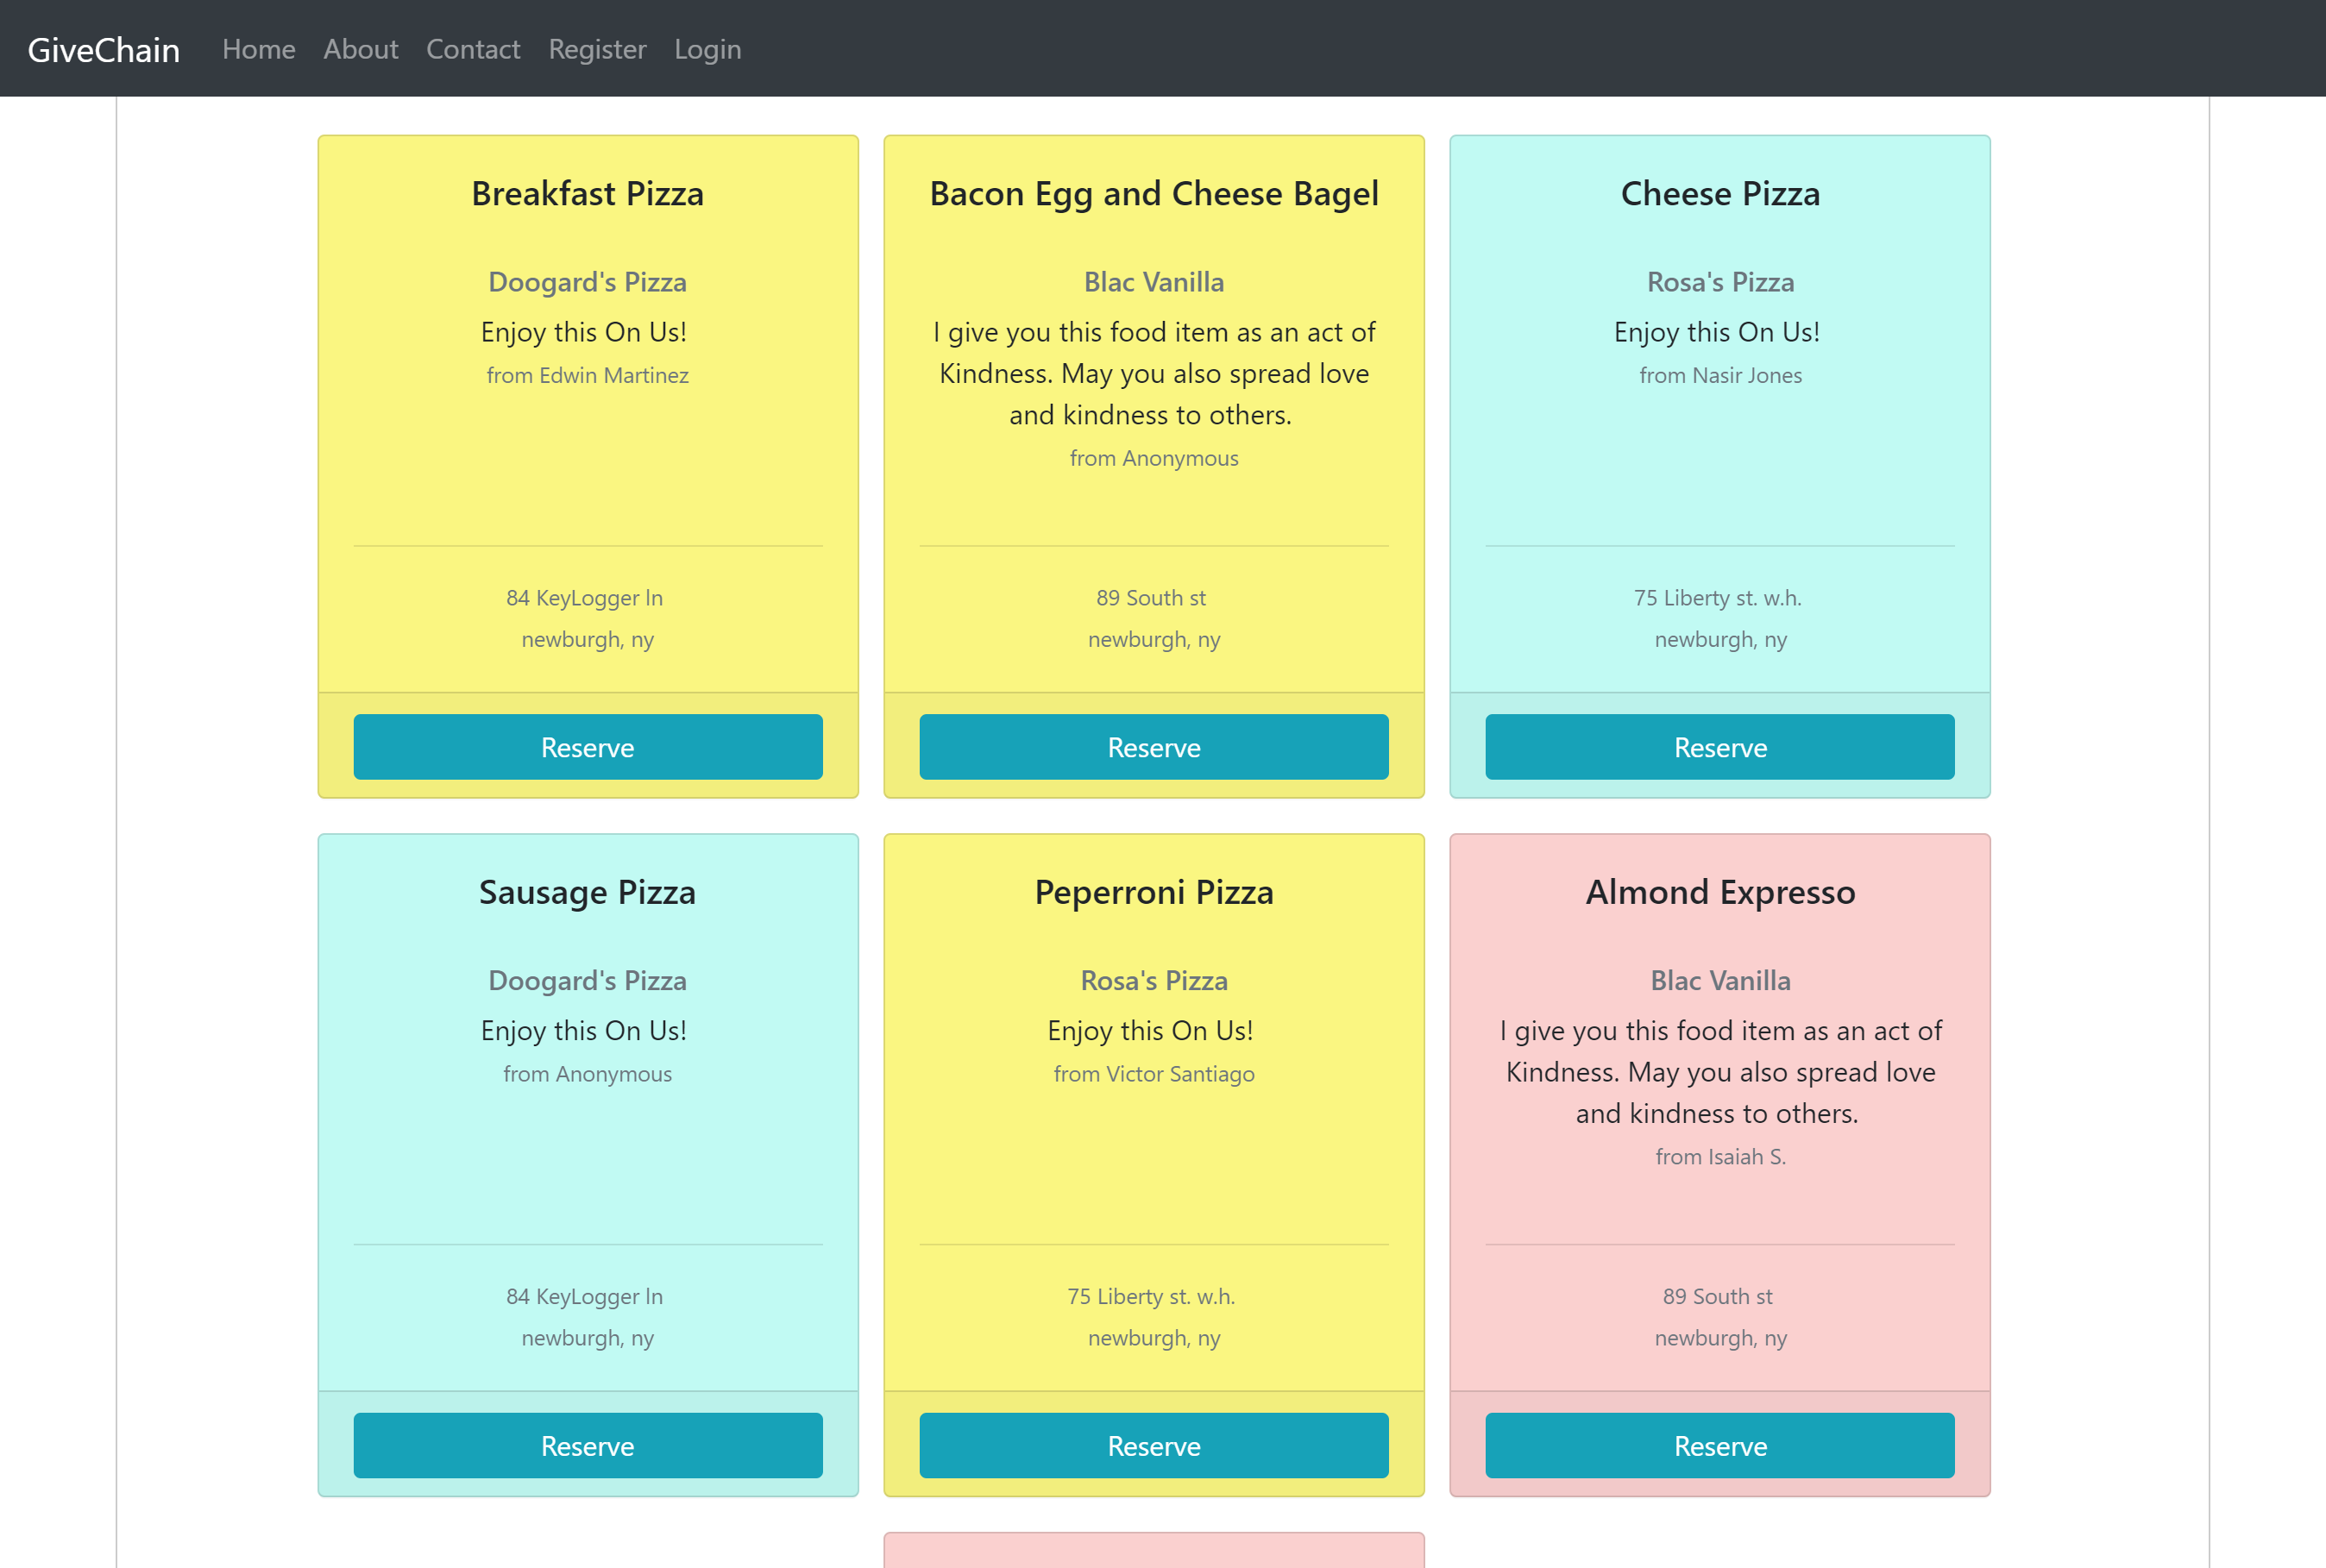 GiveChain Home About Contact Register Login
Breakfast Pizza
Doogard's Pizza
Enjoy this On Us!
from Edwin Martinez
84 KeyLogger ln
newburgh, ny
Reserve
Bacon Egg and Cheese Bagel
Blac Vanilla
I give you this food item as an act of
Kindness. May you also spread love
and kindness to others.
from Anonymous
89 South st
newburgh, ny
Reserve
Cheese Pizza
Rosa's Pizza
Enjoy this On Us!
from Nasir Jones
75 Liberty st. w.h.
newburgh, ny
Reserve
Sausage Pizza
Doogard's Pizza
Enjoy this On Us!
from Anonymous
84 KeyLogger ln
newburgh, ny
Reserve
Peperroni Pizza
Rosa's Pizza
Enjoy this On Us!
from Victor Santiago
75 Liberty st. w.h.
newburgh, ny
Reserve
Almond Expresso
Blac Vanilla
I give you this food item as an act of
Kindness. May you also spread love
and kindness to others.
from Isaiah S.
89 South st
newburgh, ny
Reserve